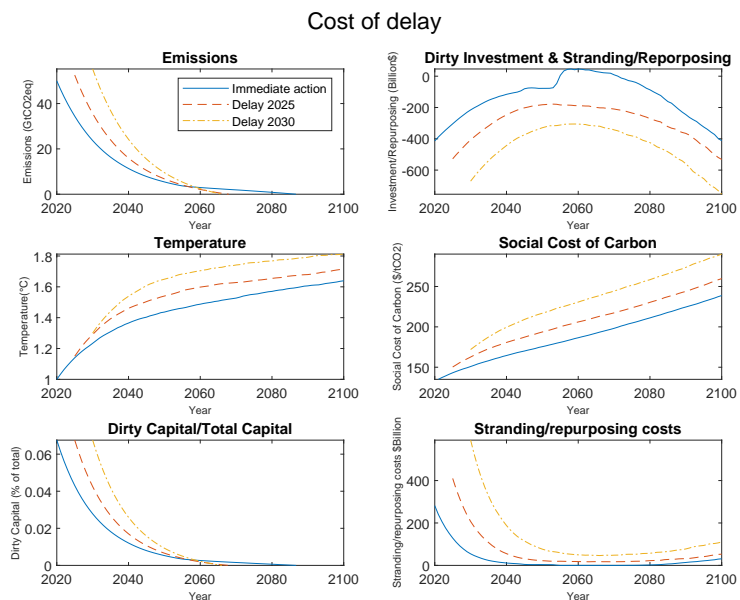 Cost of delay
Emissions
Emissions (GtCO2eq)
40
20
0
2020 2040 2060 2080 2100
Year
Immediate action
Delay 2025
Delay 2030
Dirty Investment & Stranding/Reporposing
Investment/Repurposing (Billion$)
0
-200
-400
-600
2020 2040 2060 2080 2100
Year
Temperature
Temperature(°C)
1.8
1.6
1.4
1.2
1
2020 2040 2060 2080 2100
Year
Social Cost of Carbon
Social Cost of Carbon ($/tCO2)
250
200
150
2020 2040 2060 2080 2100
Year
Dirty Capital/Total Capital
Dirty Capital (% of total)
0.06
0.04
0.02
0
2020 2040 2060 2080 2100
Year
Stranding/repurposing costs
Stranding/repurposing costs $Billion
400
200
0
2020 2040 2060 2080 2100
Year